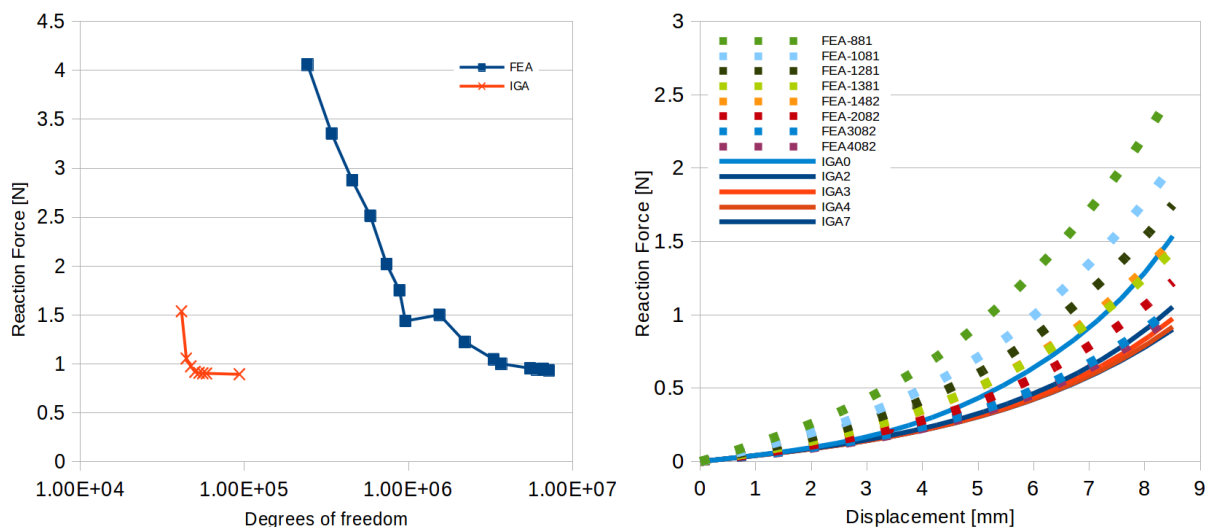 4.5
4
3.5
3
2.5
2
1.5
1
0.5
0
1.00E+04
1.00E+05
1.00E+06
1.00E+07
Reaction Force [N]
Degrees of freedom
FEA
IGA
3
2.5
2
1.5
1
0.5
0
0
1
2
3
4
5
6
7
8
9
Reaction Force [N]
Displacement [mm]
FEA-881
FEA-1081
FEA-1281
FEA-1381
FEA-1482
FEA-2082
FEA3082
FEA4082
IGA0
IGA2
IGA3
IGA4
IGA7